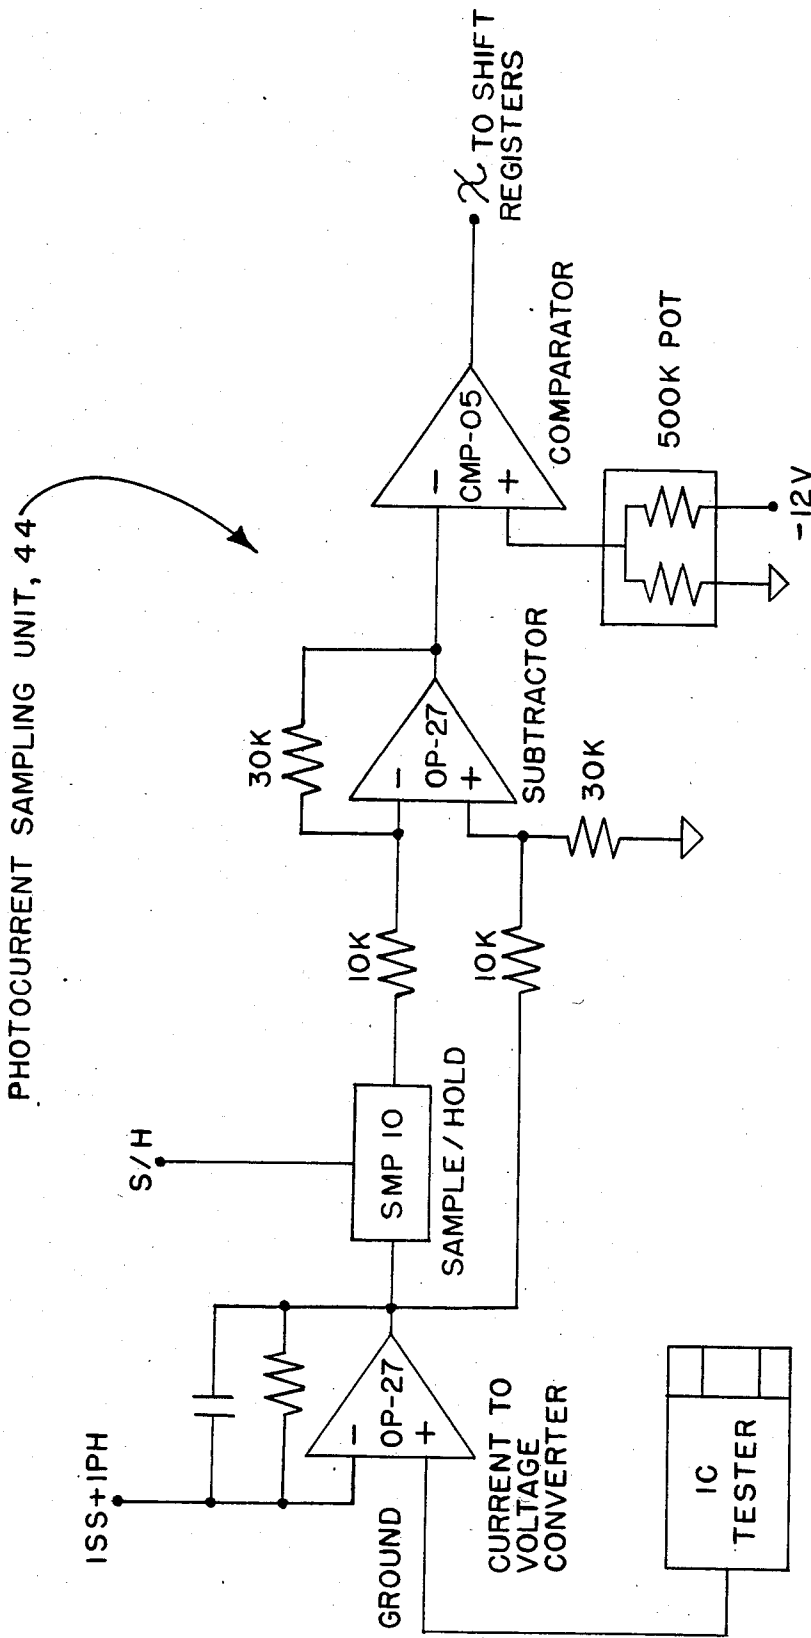 PHOTOCURRENT SAMPLING UNIT, 44
ISS+IPH
S/H
30K
10K
SMP 10
SAMPLE/HOLD
OP-27
-
+
GROUND
CURRENT TO
VOLTAGE
CONVERTER
IC
TESTER
10K
-
OP-27
+
SUBTRACTOR
30K
-
CMP-05
+
COMPARATOR
500K POT
-12V
X TO SHIFT
REGISTERS